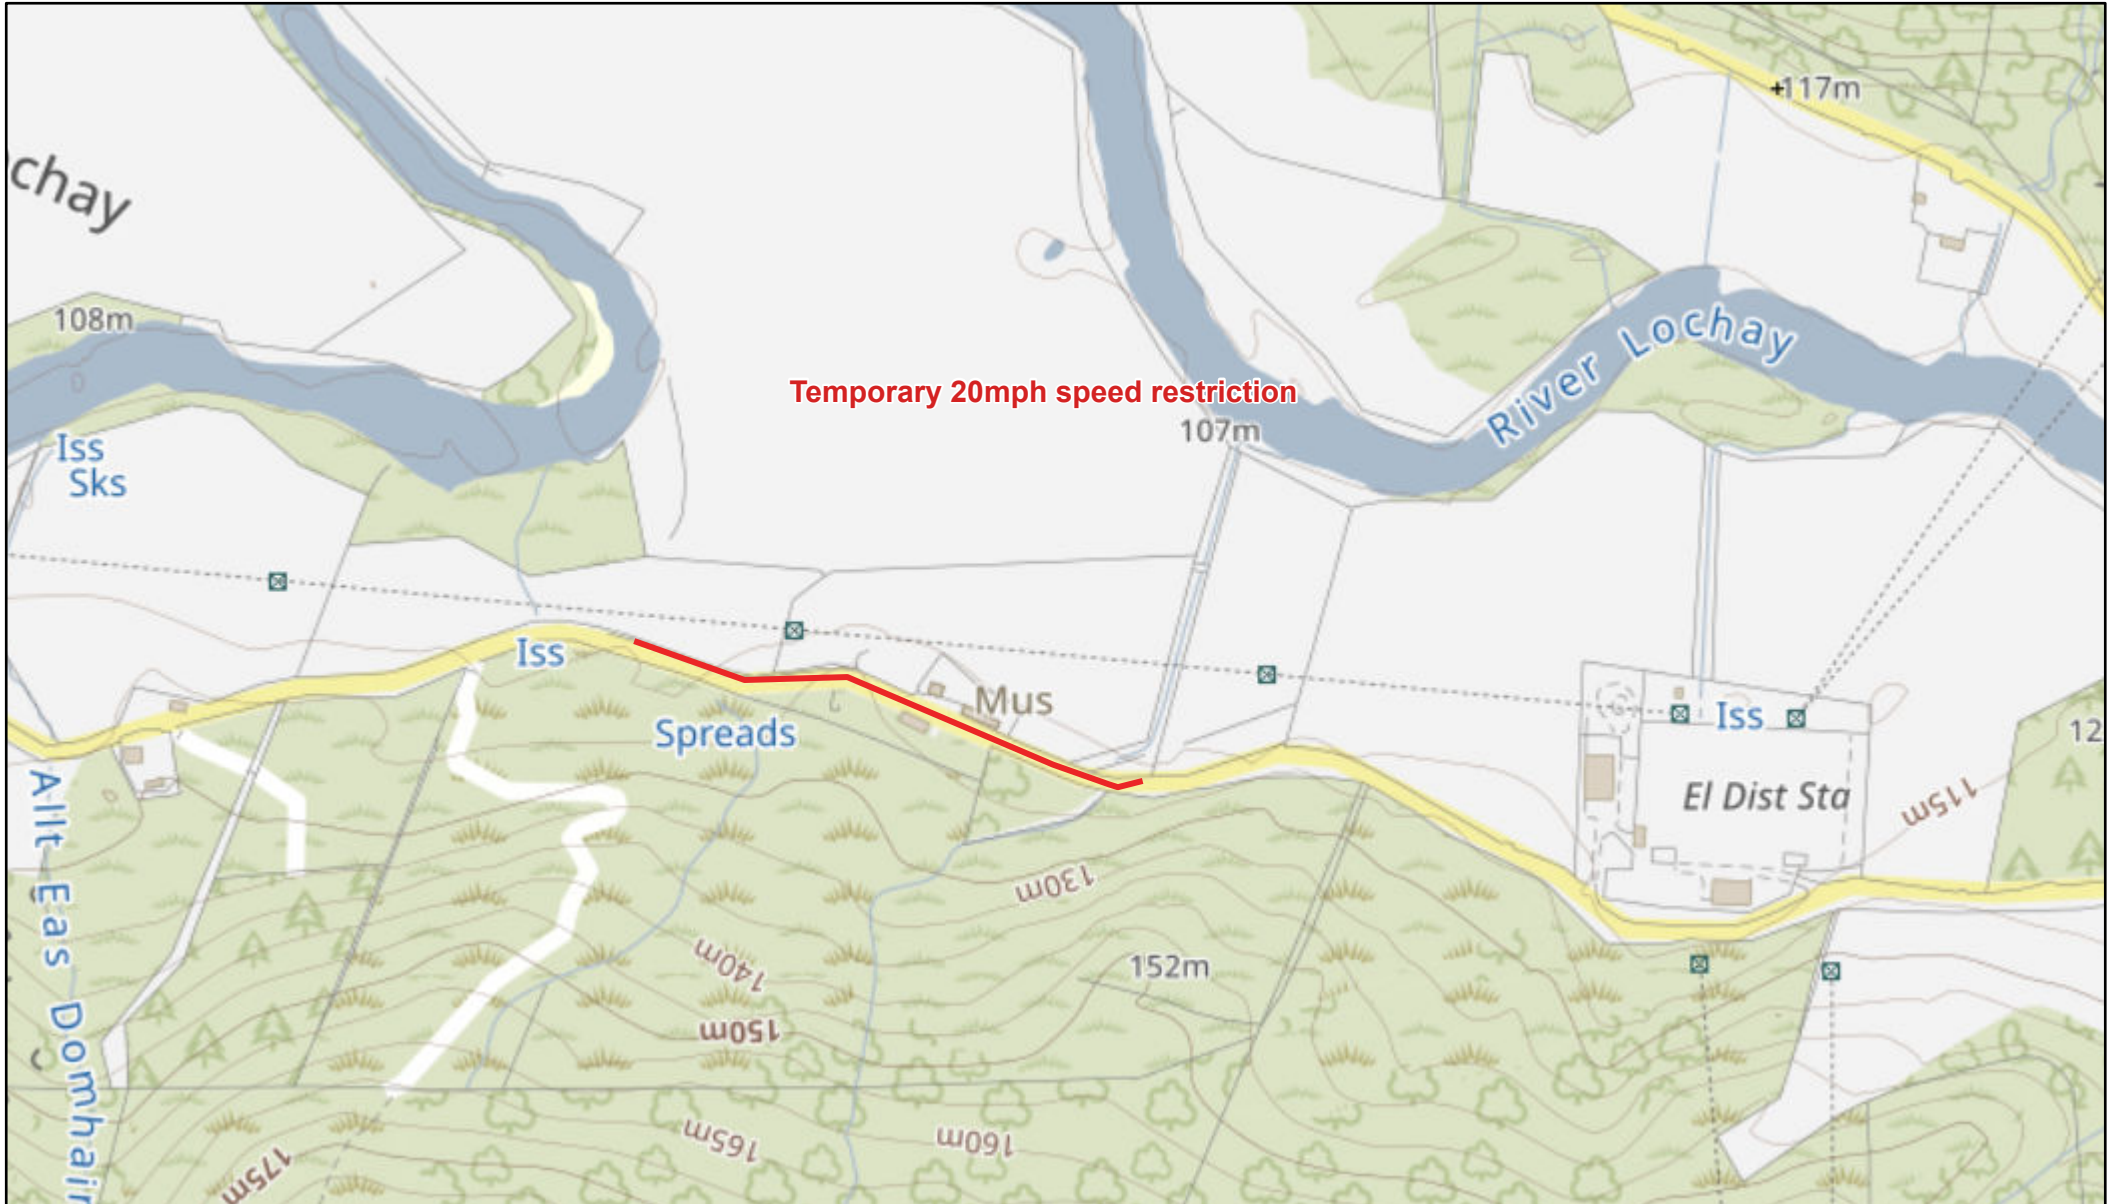 117m
chay
108m
River Lochay
Temporary 20mph speed restriction
107m
Iss
Sks
Iss
Mus
Spreads
Iss
12
El Dist Sta
115m
Allt Eas Domhain
130m
140m
152m
150m
165m
160m
175m